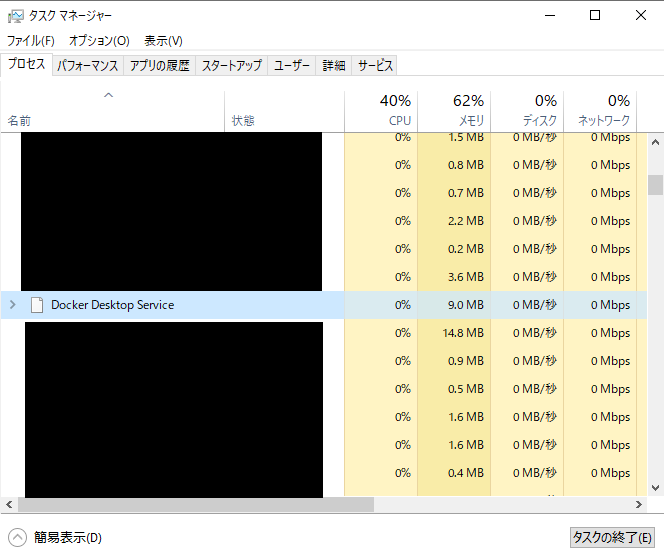 タスク マネージャー
ファイル(F) オプション(O) 表示(V)
プロセス パフォーマンス アプリの履歴 スタートアップ ユーザー 詳細 サービス
40% 62% 0% 0%
名前 状態 CPU メモリ ディスク ネットワーク
0% 1.5 MB 0 MB/秒 0 Mbps
0% 0.8 MB 0 MB/秒 0 Mbps
0% 0.7 MB 0 MB/秒 0 Mbps
0% 2.2 MB 0 MB/秒 0 Mbps
0% 0.2 MB 0 MB/秒 0 Mbps
0% 3.6 MB 0 MB/秒 0 Mbps
Docker Desktop Service 0% 9.0 MB 0 MB/秒 0 Mbps
0% 14.8 MB 0 MB/秒 0 Mbps
0% 0.9 MB 0 MB/秒 0 Mbps
0% 0.5 MB 0 MB/秒 0 Mbps
0% 1.6 MB 0 MB/秒 0 Mbps
0% 1.6 MB 0 MB/秒 0 Mbps
0% 0.4 MB 0 MB/秒 0 Mbps
簡易表示(D) タスクの終了(E)